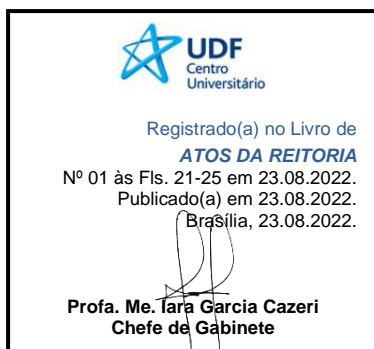 UDF
Centro
Universitário
Registrado(a) no Livro de
ATOS DA REITORIA
Nº 01 às Fls. 21-25 em 23.08.2022.
Publicado(a) em 23.08.2022.
Brasília, 23.08.2022.
Profa. Me. Iara Garcia Cazeri
Chefe de Gabinete